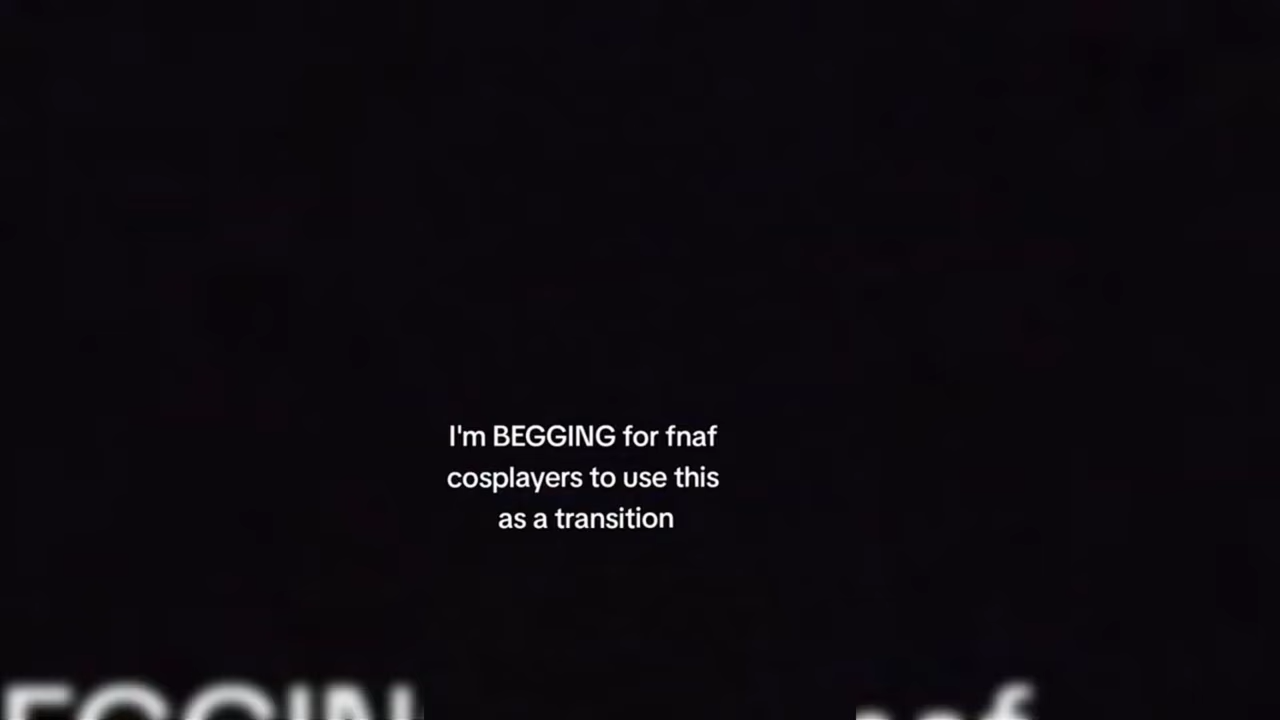 I'm BEGGING for fnaf
cosplayers to use this
as a transition